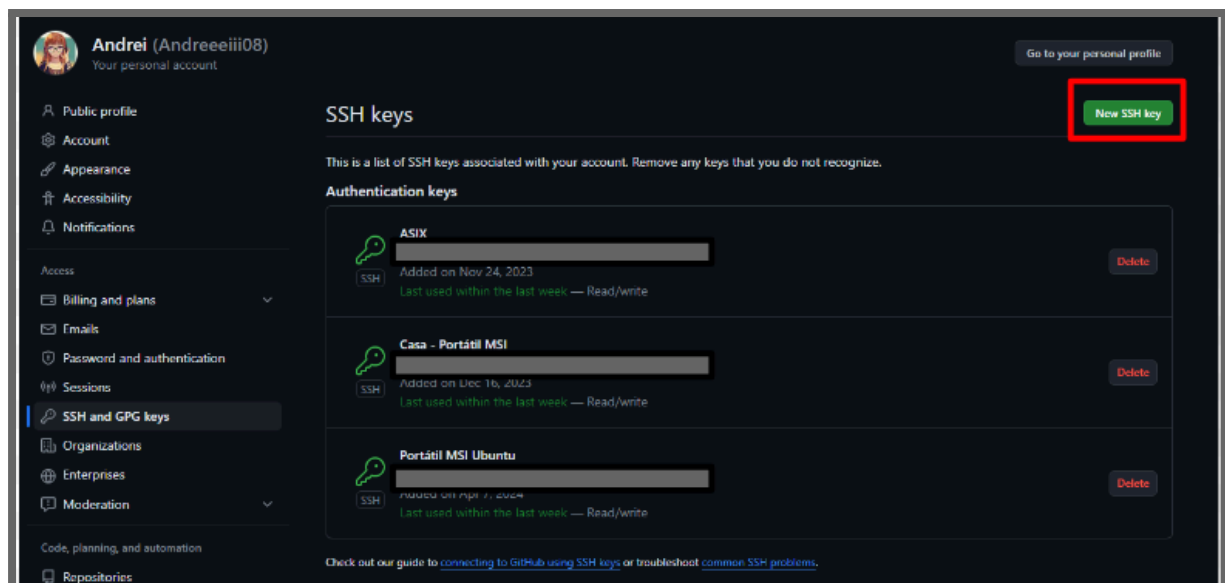 Andrei (Andreeeiii08)
Your personal account
Go to your personal profile
Public profile
Account
Appearance
Accessibility
Notifications
Access
Billing and plans
Emails
Password and authentication
Sessions
SSH and GPG keys
Organizations
Enterprises
Moderation
Code, planning, and automation
Repositories
SSH keys
New SSH key
This is a list of SSH keys associated with your account. Remove any keys that you do not recognize.
Authentication keys
ASIX
SSH
Added on Nov 24, 2023
Last used within the last week — Read/write
Delete
Casa - Portátil MSI
SSH
Added on Dec 16, 2023
Last used within the last week — Read/write
Delete
Portátil MSI Ubuntu
SSH
Added on Apr 7, 2024
Last used within the last week — Read/write
Delete
Check out our guide to connecting to GitHub using SSH keys or troubleshoot common SSH problems.